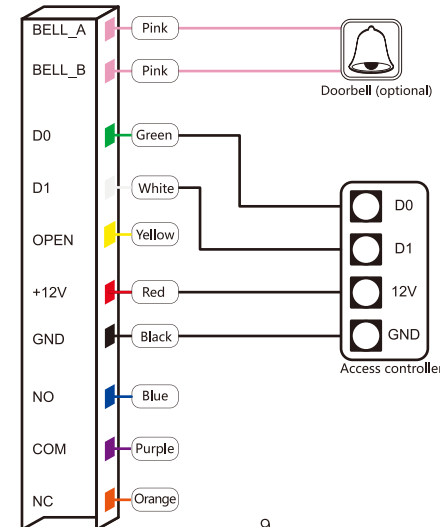 BELL_A Pink
BELL_B Pink
Doorbell (optional)
D0 Green
D1 White
OPEN Yellow
+12V Red
GND Black
NO Blue
COM Purple
NC Orange
D0
D1
12V
GND
Access controller
9